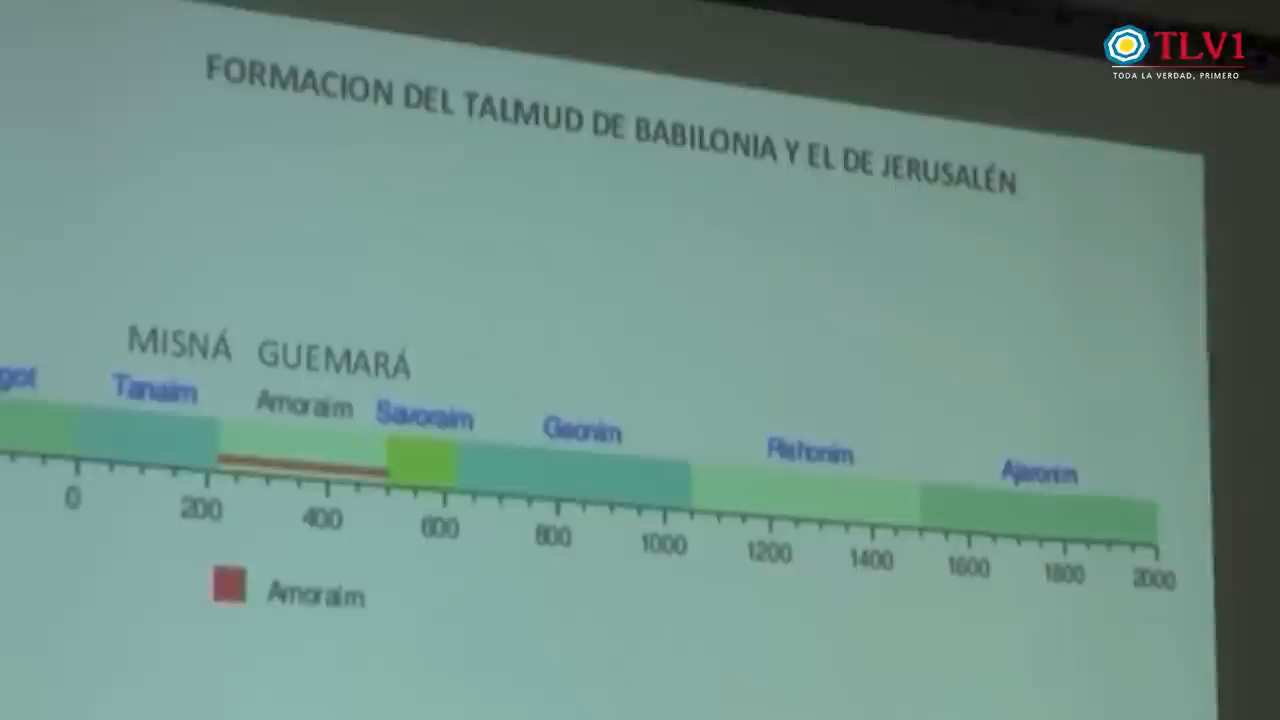 TLV1
TODA LA VERDAD, PRIMERO
FORMACION DEL TALMUD DE BABILONIA Y EL DE JERUSALÉN
MISNÁ GUEMARÁ
got Tanaim Amoraim Savoraim Geonim Rishonim Ajaronim
0 200 400 600 800 1000 1200 1400 1600 1800 2000
Amoraim